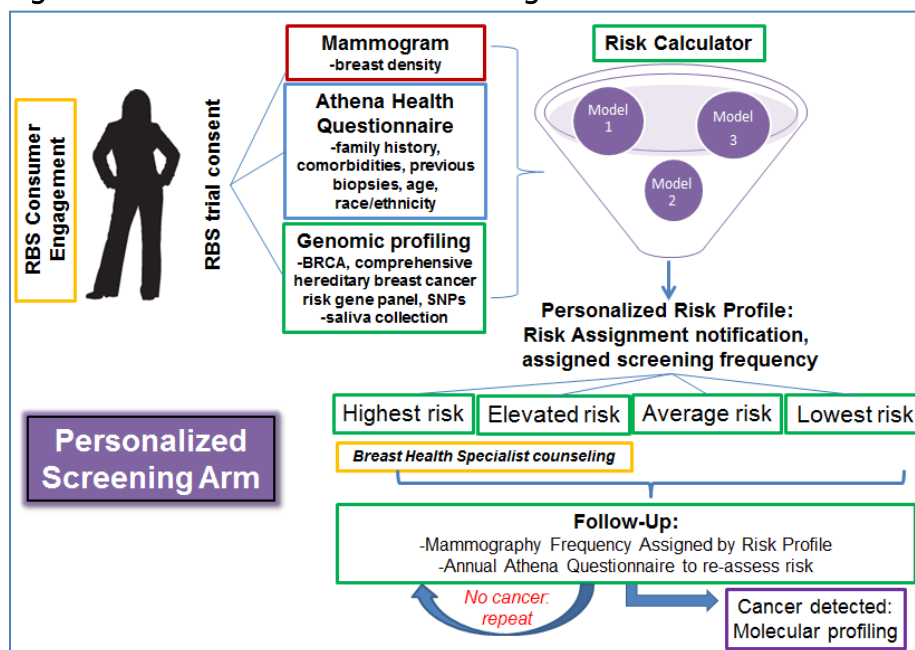 RBS Consumer
Engagement
RBS trial consent
Mammogram
-breast density
Athena Health
Questionnaire
-family history,
comorbidities, previous
biopsies, age,
race/ethnicity
Genomic profiling
-BRCA, comprehensive
hereditary breast cancer
risk gene panel, SNPs
-saliva collection
Risk Calculator
Model
1
Model
3
Model
2
Personalized Risk Profile:
Risk Assignment notification,
assigned screening frequency
Highest risk
Elevated risk
Average risk
Lowest risk
Breast Health Specialist counseling
Personalized
Screening Arm
Follow-Up:
-Mammography Frequency Assigned by Risk Profile
-Annual Athena Questionnaire to re-assess risk
No cancer:
repeat
Cancer detected:
Molecular profiling